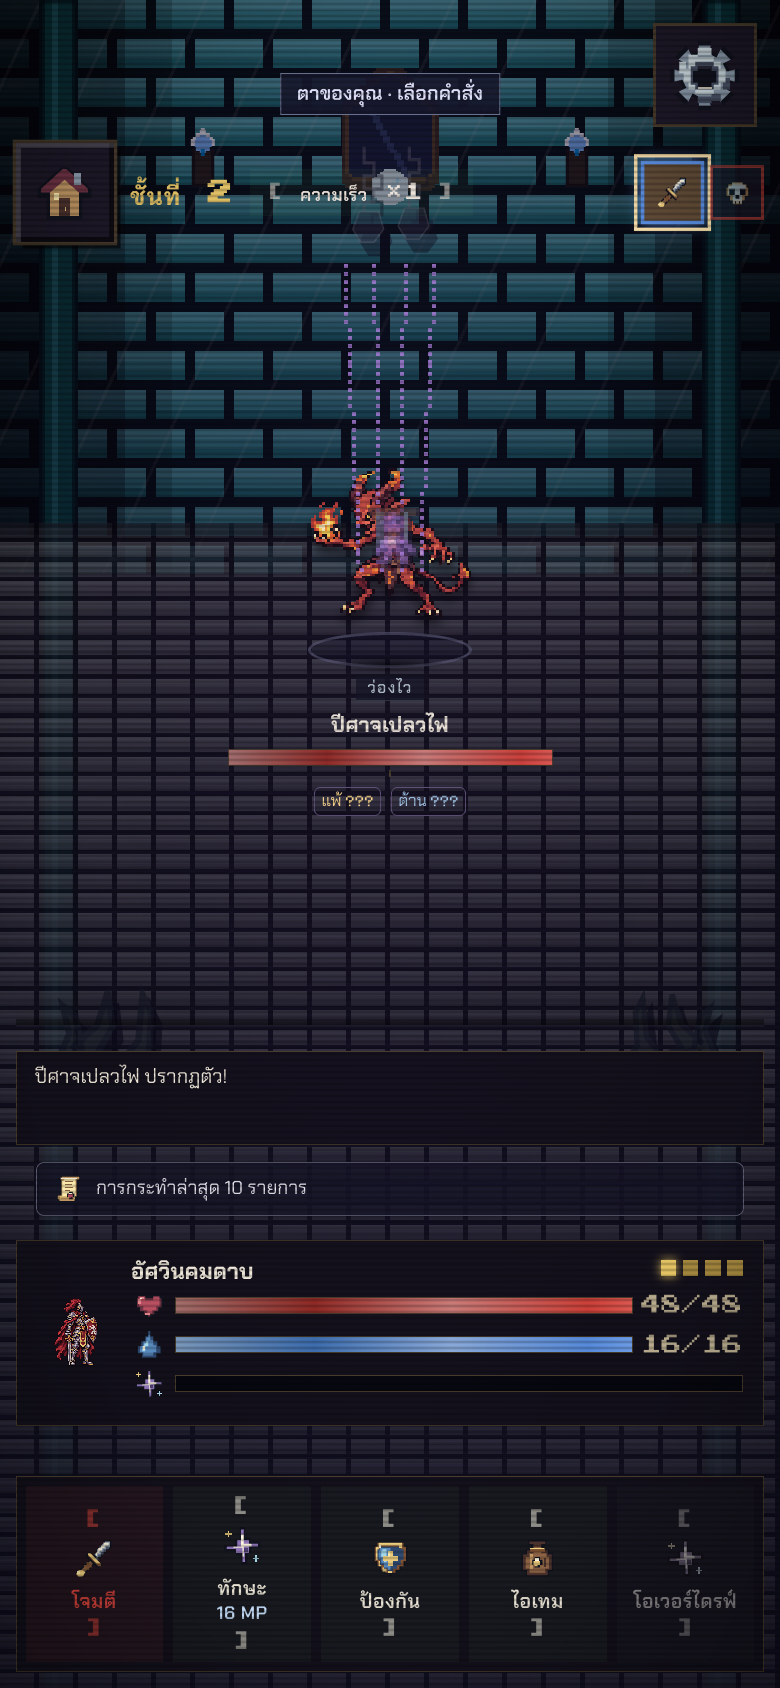 ตาของคุณ · เลือกคำสั่ง
ชั้นที่ 2 [ ความเร็ว ×1 ]
ว่องไว
ปีศาจเปลวไฟ
แพ้ ??? ต้าน ???
ปีศาจเปลวไฟ ปรากฏตัว!
การกระทำล่าสุด 10 รายการ
อัศวินคมดาบ
48/48
16/16
[ โจมตี ]
[ ทักษะ 16 MP ]
[ ป้องกัน ]
[ ไอเทม ]
[ โอเวอร์ไดรฟ์ ]